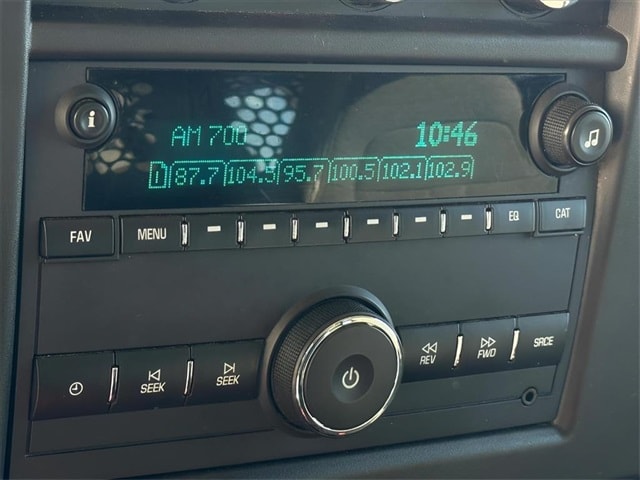 AM 700 10:46
1 87.7 104.3 95.7 100.5 102.1 102.9
i
FAV MENU EQ CAT
SEEK SEEK REV FWD SRCE